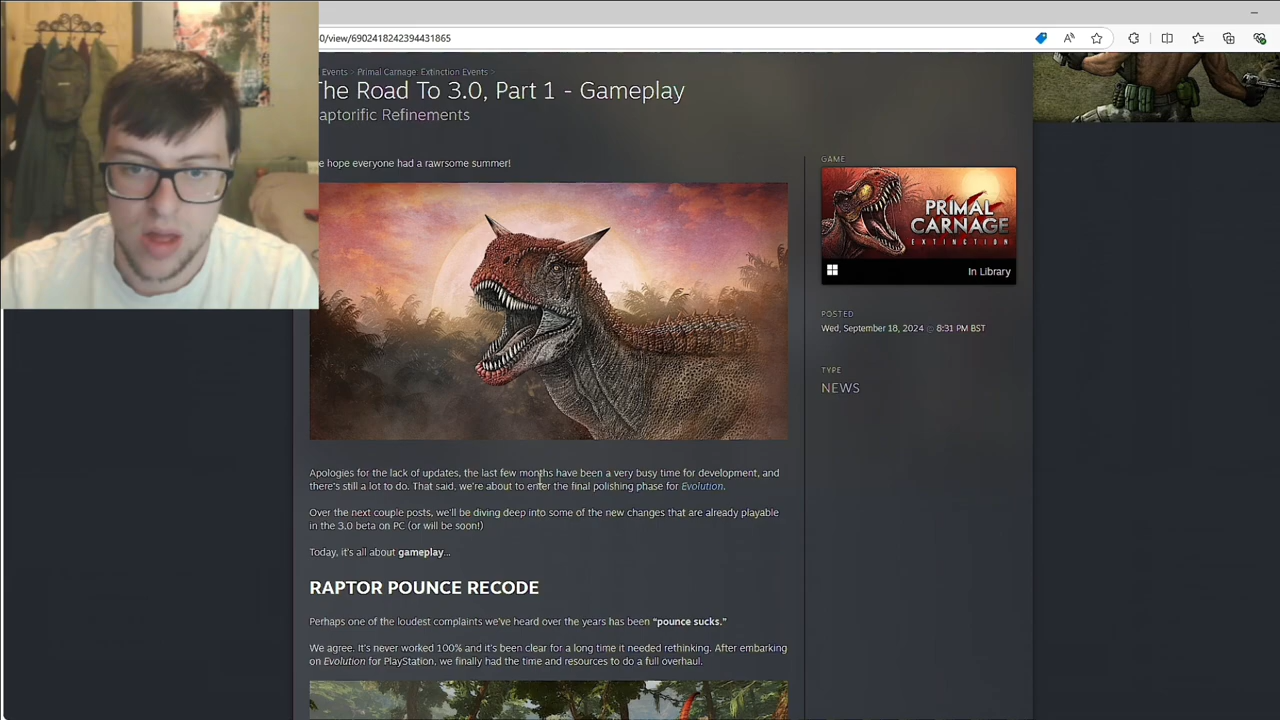 0/view/6902418242394431865
Events > Primal Carnage: Extinction Events >
The Road To 3.0, Part 1 - Gameplay
aptorific Refinements
e hope everyone had a rawrsome summer!
GAME
PRIMAL
CARNAGE
EXTINCTION
In Library
POSTED
Wed, September 18, 2024 @ 8:31 PM BST
TYPE
NEWS
Apologies for the lack of updates, the last few months have been a very busy time for development, and
there's still a lot to do. That said, we're about to enter the final polishing phase for Evolution.
Over the next couple posts, we'll be diving deep into some of the new changes that are already playable
in the 3.0 beta on PC (or will be soon!)
Today, it's all about gameplay...
RAPTOR POUNCE RECODE
Perhaps one of the loudest complaints we've heard over the years has been "pounce sucks."
We agree. It's never worked 100% and it's been clear for a long time it needed rethinking. After embarking
on Evolution for PlayStation, we finally had the time and resources to do a full overhaul.